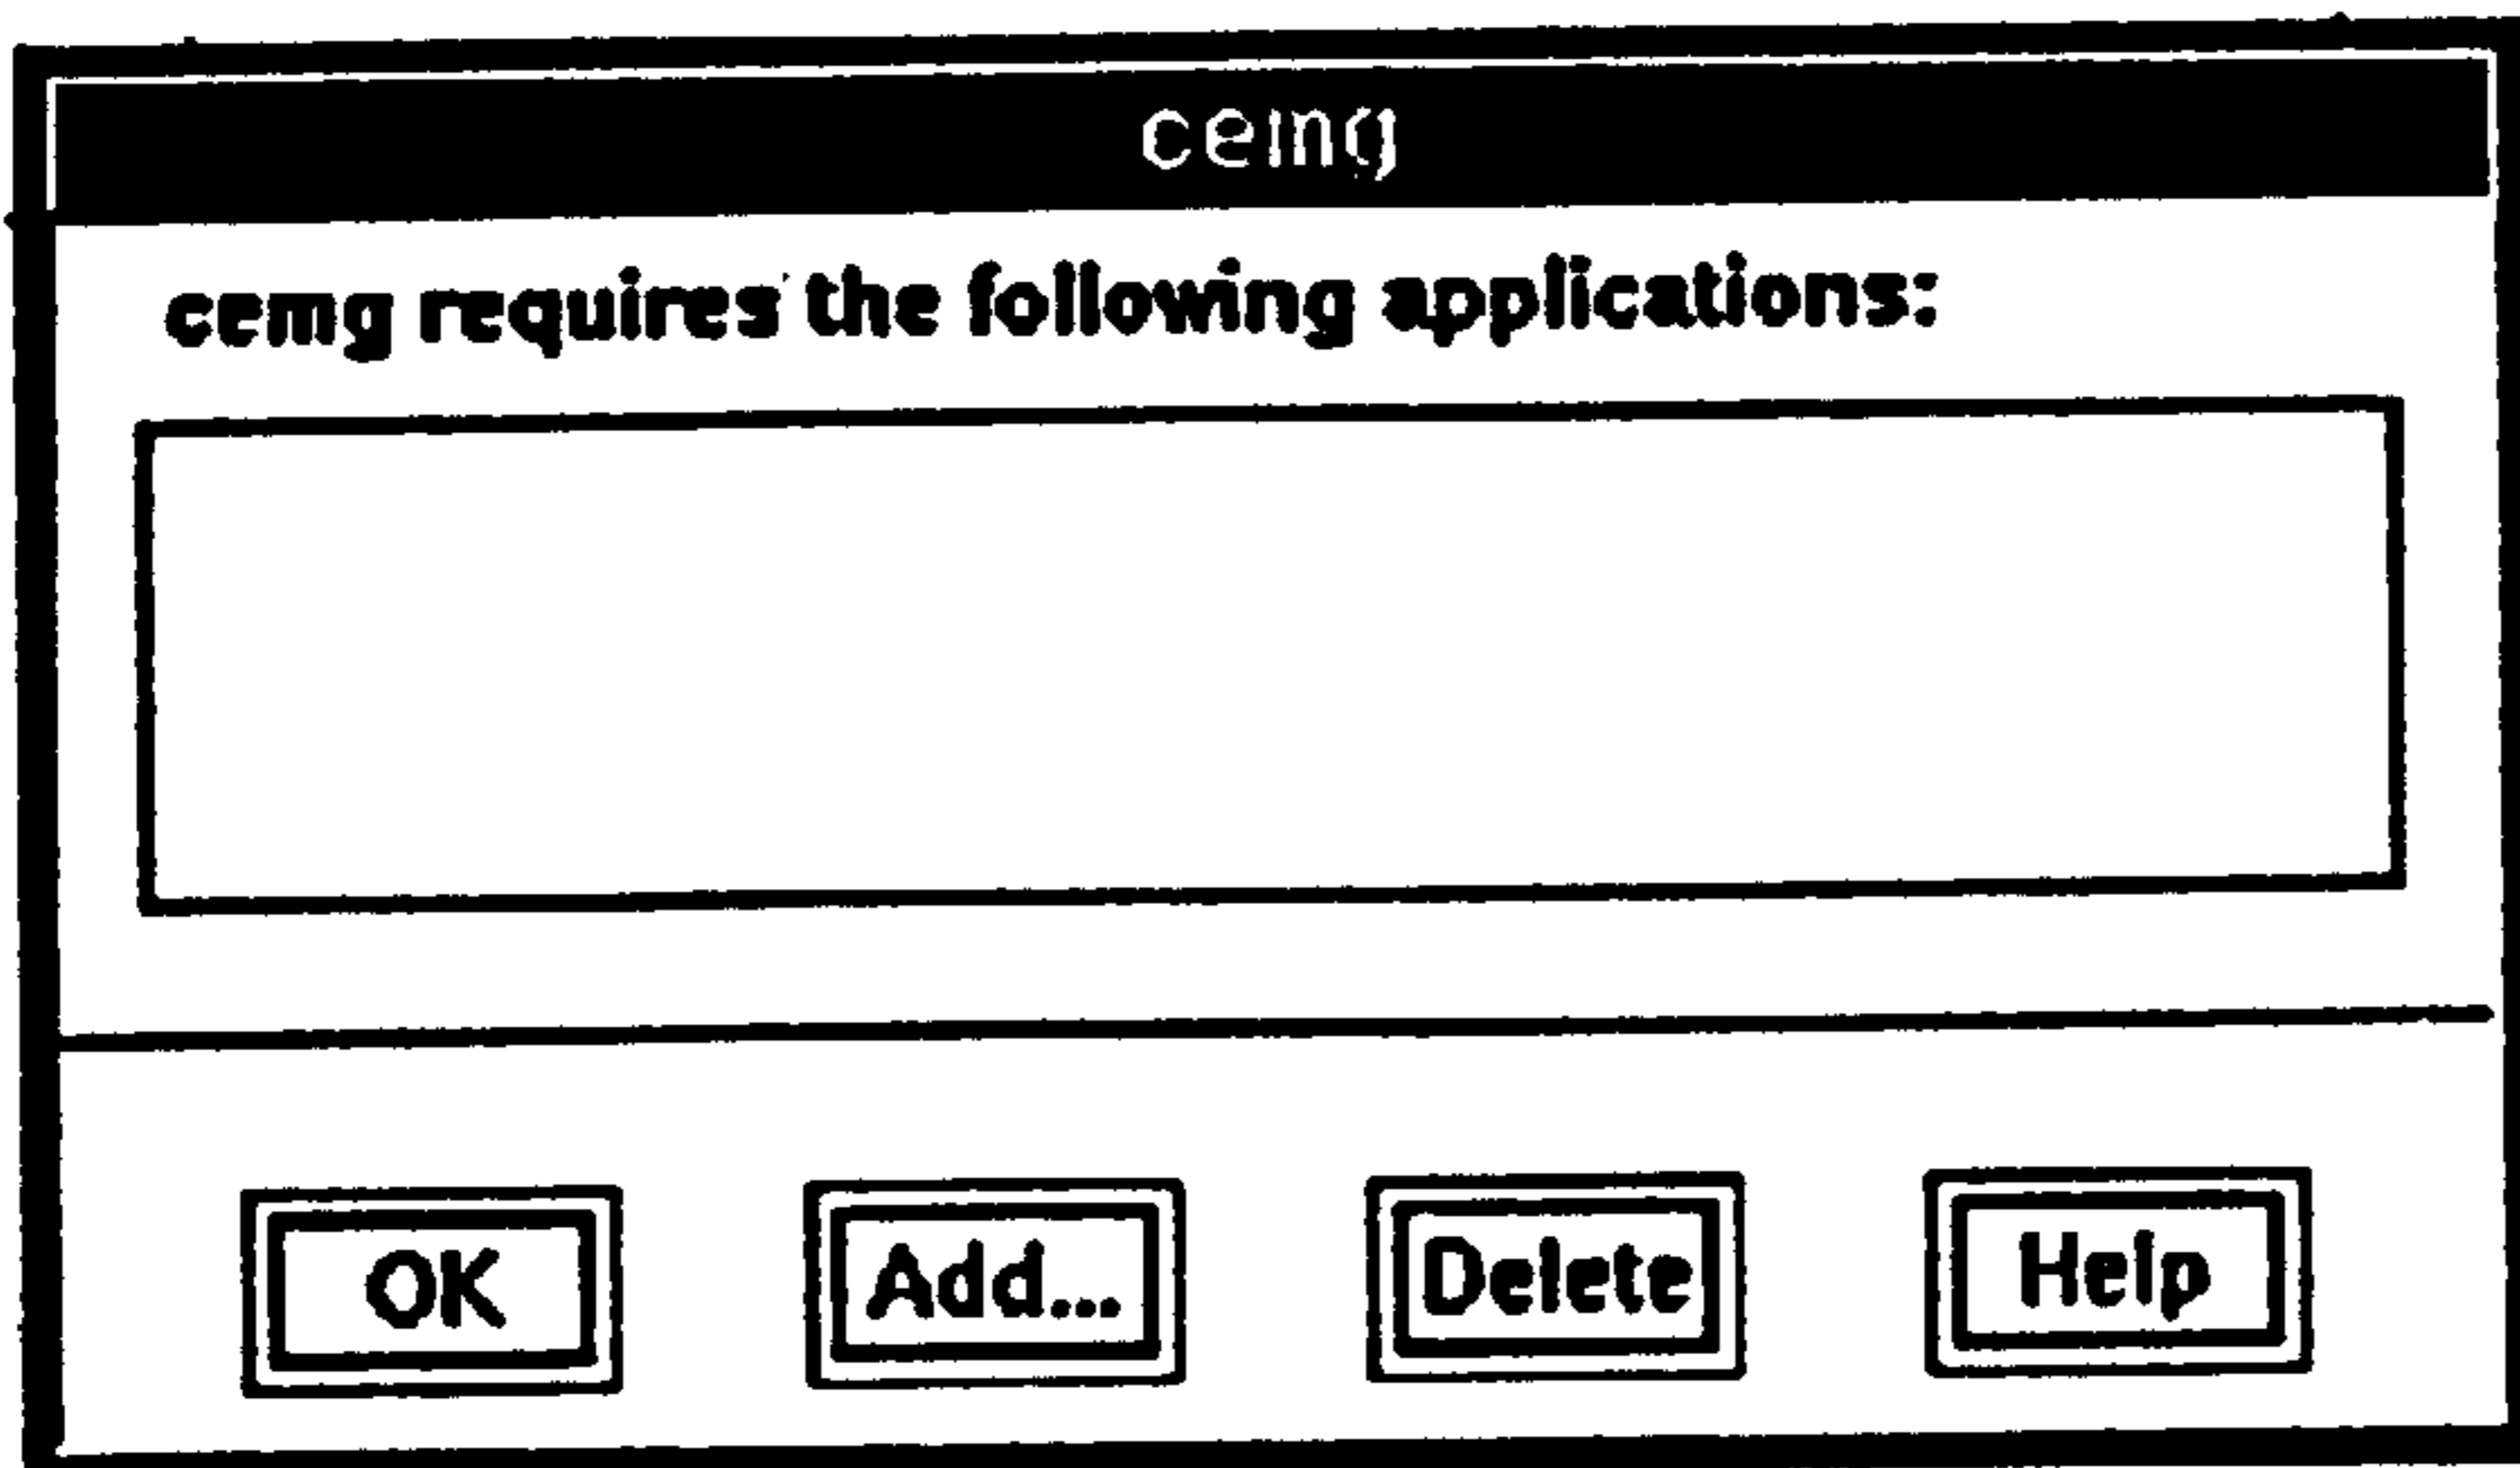 cemg
cemg requires the following applications:
OK Add... Delete Help